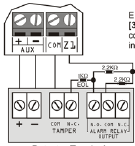 + - COM Z1
AUX
2.2KΩ
1KΩ
EOL
2.2KΩ
+ - COM N.C. N.O. COM N.C.
TAMPER ALARM RELAY
OUTPUT